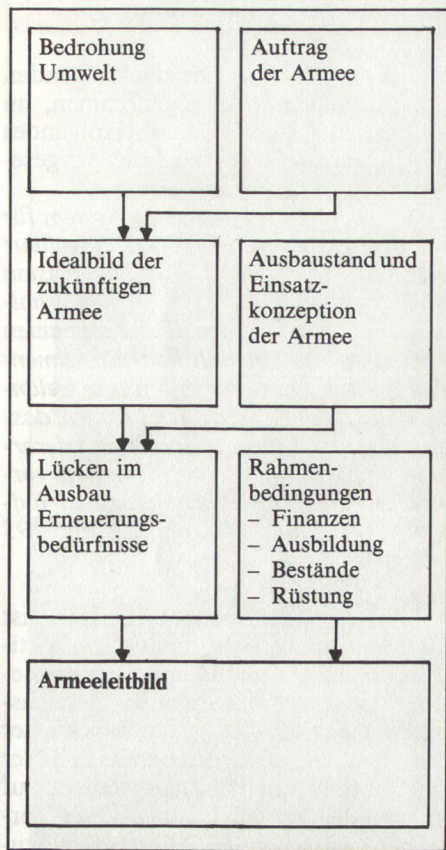 Bedrohung
Umwelt
Auftrag
der Armee
Idealbild der
zukünftigen
Armee
Ausbaustand und
Einsatz-
konzeption
der Armee
Lücken im
Ausbau
Erneuerungs-
bedürfnisse
Rahmen-
bedingungen
– Finanzen
– Ausbildung
– Bestände
– Rüstung
Armeeleitbild